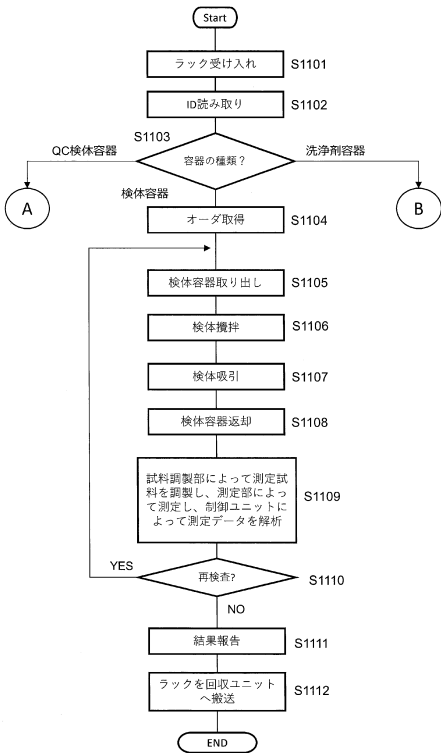 Start
ラック受け入れ S1101
ID読み取り S1102
S1103
QC検体容器 容器の種類？ 洗浄剤容器
A 検体容器 B
オーダ取得 S1104
検体容器取り出し S1105
検体攪拌 S1106
検体吸引 S1107
検体容器返却 S1108
試料調製部によって測定試
料を調製し、測定部によっ
て測定し、制御ユニットに
よって測定データを解析
S1109
YES 再検査? S1110
NO
結果報告 S1111
ラックを回収ユニット
へ搬送
S1112
END